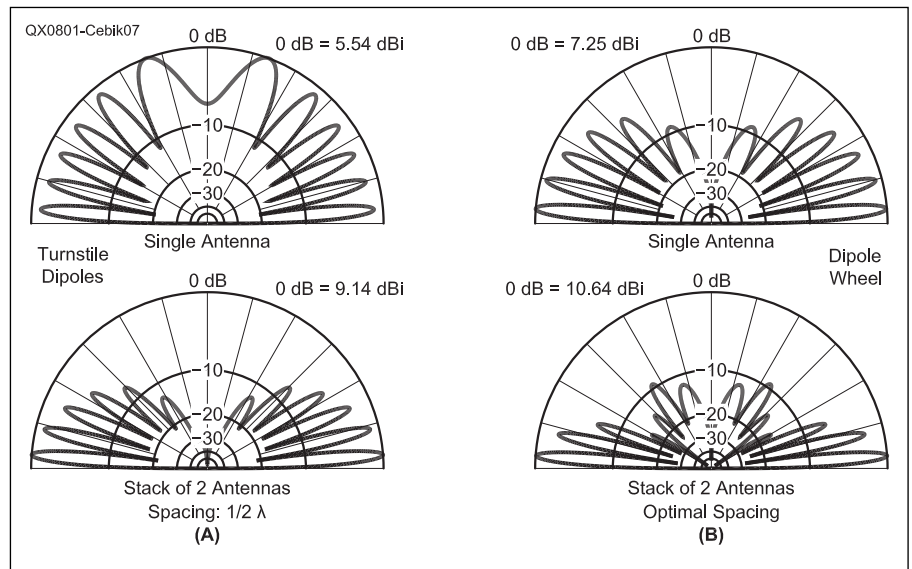 QX0801-Cebik07
0 dB
0 dB = 5.54 dBi
−10
−20
−30
Single Antenna
Turnstile
Dipoles
0 dB = 7.25 dBi
0 dB
−10
−20
−30
Single Antenna
Dipole
Wheel
0 dB
0 dB = 9.14 dBi
−10
−20
−30
Stack of 2 Antennas
Spacing: 1/2 λ
(A)
0 dB = 10.64 dBi
0 dB
−10
−20
−30
Stack of 2 Antennas
Optimal Spacing
(B)